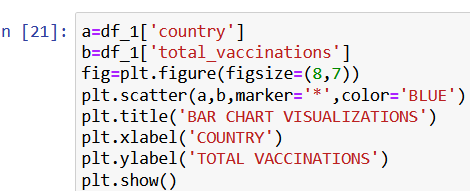 n [21]: a=df_1['country']
b=df_1['total_vaccinations']
fig=plt.figure(figsize=(8,7))
plt.scatter(a,b,marker='*',color='BLUE')
plt.title('BAR CHART VISUALIZATIONS')
plt.xlabel('COUNTRY')
plt.ylabel('TOTAL VACCINATIONS')
plt.show()